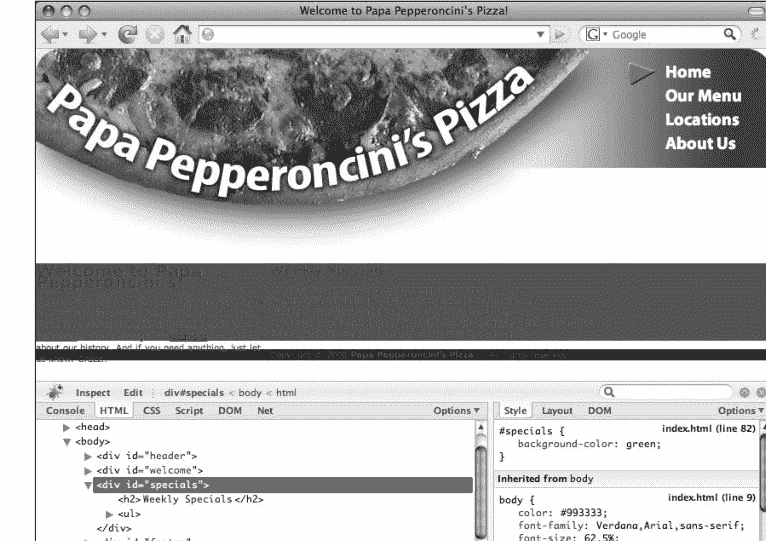 Welcome to Papa Pepperoncini's Pizza!
G Google
Papa Pepperoncini's Pizza
Home
Our Menu
Locations
About Us
Welcome to Papa
Pepperoncini's!
Weekly Specials
about our history. And if you need anything, just let
Copyright © 2008 Papa Pepperoncini's Pizza
Inspect Edit div#specials < body < html
Console HTML CSS Script DOM Net Options
Style Layout DOM Options
<head>
<body>
<div id="header">
<div id="welcome">
<div id="specials">
<h2>Weekly Specials</h2>
<ul>
</div>
#specials { index.html (line 82)
background-color: green;
}
Inherited from body
body { index.html (line 9)
color: #993333;
font-family: Verdana,Arial,sans-serif;
font-size: 62.5%;